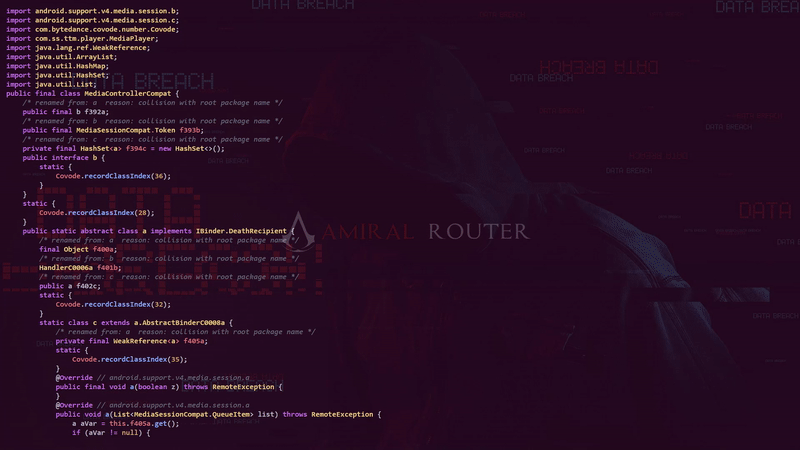 import android.support.v4.media.session.b;
import android.support.v4.media.session.c;
import com.bytedance.covode.number.Covode;
import com.ss.ttm.player.MediaPlayer;
import java.lang.ref.WeakReference;
import java.util.ArrayList;
import java.util.HashMap;
import java.util.HashSet;
import java.util.List;
public final class MediaControllerCompat {
/* renamed from: a reason: collision with root package name */
public final b f392a;
/* renamed from: b reason: collision with root package name */
public final MediaSessionCompat.Token f393b;
/* renamed from: c reason: collision with root package name */
private final HashSet<a> f394c = new HashSet<>();
public interface b {
static {
Covode.recordClassIndex(36);
}
}
static {
Covode.recordClassIndex(28);
}
public static abstract class a implements IBinder.DeathRecipient {
/* renamed from: a reason: collision with root package name */
final Object f400a;
/* renamed from: b reason: collision with root package name */
HandlerC0006a f401b;
/* renamed from: c reason: collision with root package name */
public a f402c;
static {
Covode.recordClassIndex(32);
}
static class c extends a.AbstractBinderC0008a {
/* renamed from: a reason: collision with root package name */
private final WeakReference<a> f405a;
static {
Covode.recordClassIndex(35);
}
@Override // android.support.v4.media.session.a
public final void a(boolean z) throws RemoteException {
}
@Override // android.support.v4.media.session.a
public void a(List<MediaSessionCompat.QueueItem> list) throws RemoteException {
a aVar = this.f405a.get();
if (aVar != null) {
AMIRAL ROUTER
DATA BREACH
DATA BREACH
DATA BREACH
DATA BREACH
DATA BREACH
DATA BREACH
DATA BREACH
DATA BREACH
DATA
DATA BREACH